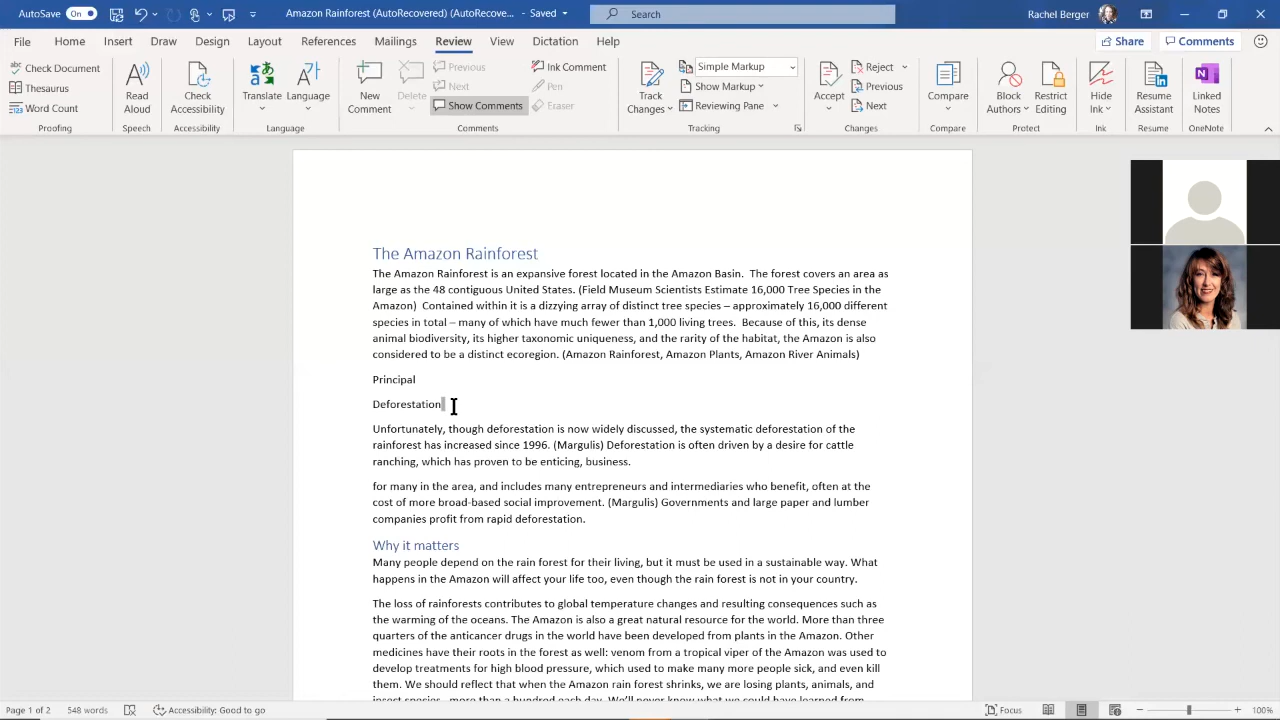 AutoSave On
Amazon Rainforest (AutoRecovered) (AutoRecov... - Saved
Search
Rachel Berger
File Home Insert Draw Design Layout References Mailings Review View Dictation Help
Share Comments
Check Document
Thesaurus
Word Count
Proofing
Read Aloud
Speech
Check Accessibility
Accessibility
Translate
Language
Language
New Comment
Delete
Previous
Next
Show Comments
Ink Comment
Pen
Eraser
Comments
Track Changes
Simple Markup
Show Markup
Reviewing Pane
Tracking
Accept
Reject
Previous
Next
Changes
Compare
Compare
Block Authors
Restrict Editing
Protect
Hide Ink
Ink
Resume Assistant
Resume
Linked Notes
OneNote
The Amazon Rainforest
The Amazon Rainforest is an expansive forest located in the Amazon Basin. The forest covers an area as
large as the 48 contiguous United States. (Field Museum Scientists Estimate 16,000 Tree Species in the
Amazon) Contained within it is a dizzying array of distinct tree species – approximately 16,000 different
species in total – many of which have much fewer than 1,000 living trees. Because of this, its dense
animal biodiversity, its higher taxonomic uniqueness, and the rarity of the habitat, the Amazon is also
considered to be a distinct ecoregion. (Amazon Rainforest, Amazon Plants, Amazon River Animals)
Principal
Deforestation
Unfortunately, though deforestation is now widely discussed, the systematic deforestation of the
rainforest has increased since 1996. (Margulis) Deforestation is often driven by a desire for cattle
ranching, which has proven to be enticing, business.
for many in the area, and includes many entrepreneurs and intermediaries who benefit, often at the
cost of more broad-based social improvement. (Margulis) Governments and large paper and lumber
companies profit from rapid deforestation.
Why it matters
Many people depend on the rain forest for their living, but it must be used in a sustainable way. What
happens in the Amazon will affect your life too, even though the rain forest is not in your country.
The loss of rainforests contributes to global temperature changes and resulting consequences such as
the warming of the oceans. The Amazon is also a great natural resource for the world. More than three
quarters of the anticancer drugs in the world have been developed from plants in the Amazon. Other
medicines have their roots in the forest as well: venom from a tropical viper of the Amazon was used to
develop treatments for high blood pressure, which used to make many more people sick, and even kill
them. We should reflect that when the Amazon rain forest shrinks, we are losing plants, animals, and
insect species - more than a hundred each day. We'll never know what we could have learned from
Page 1 of 2 548 words Accessibility: Good to go Focus 100%